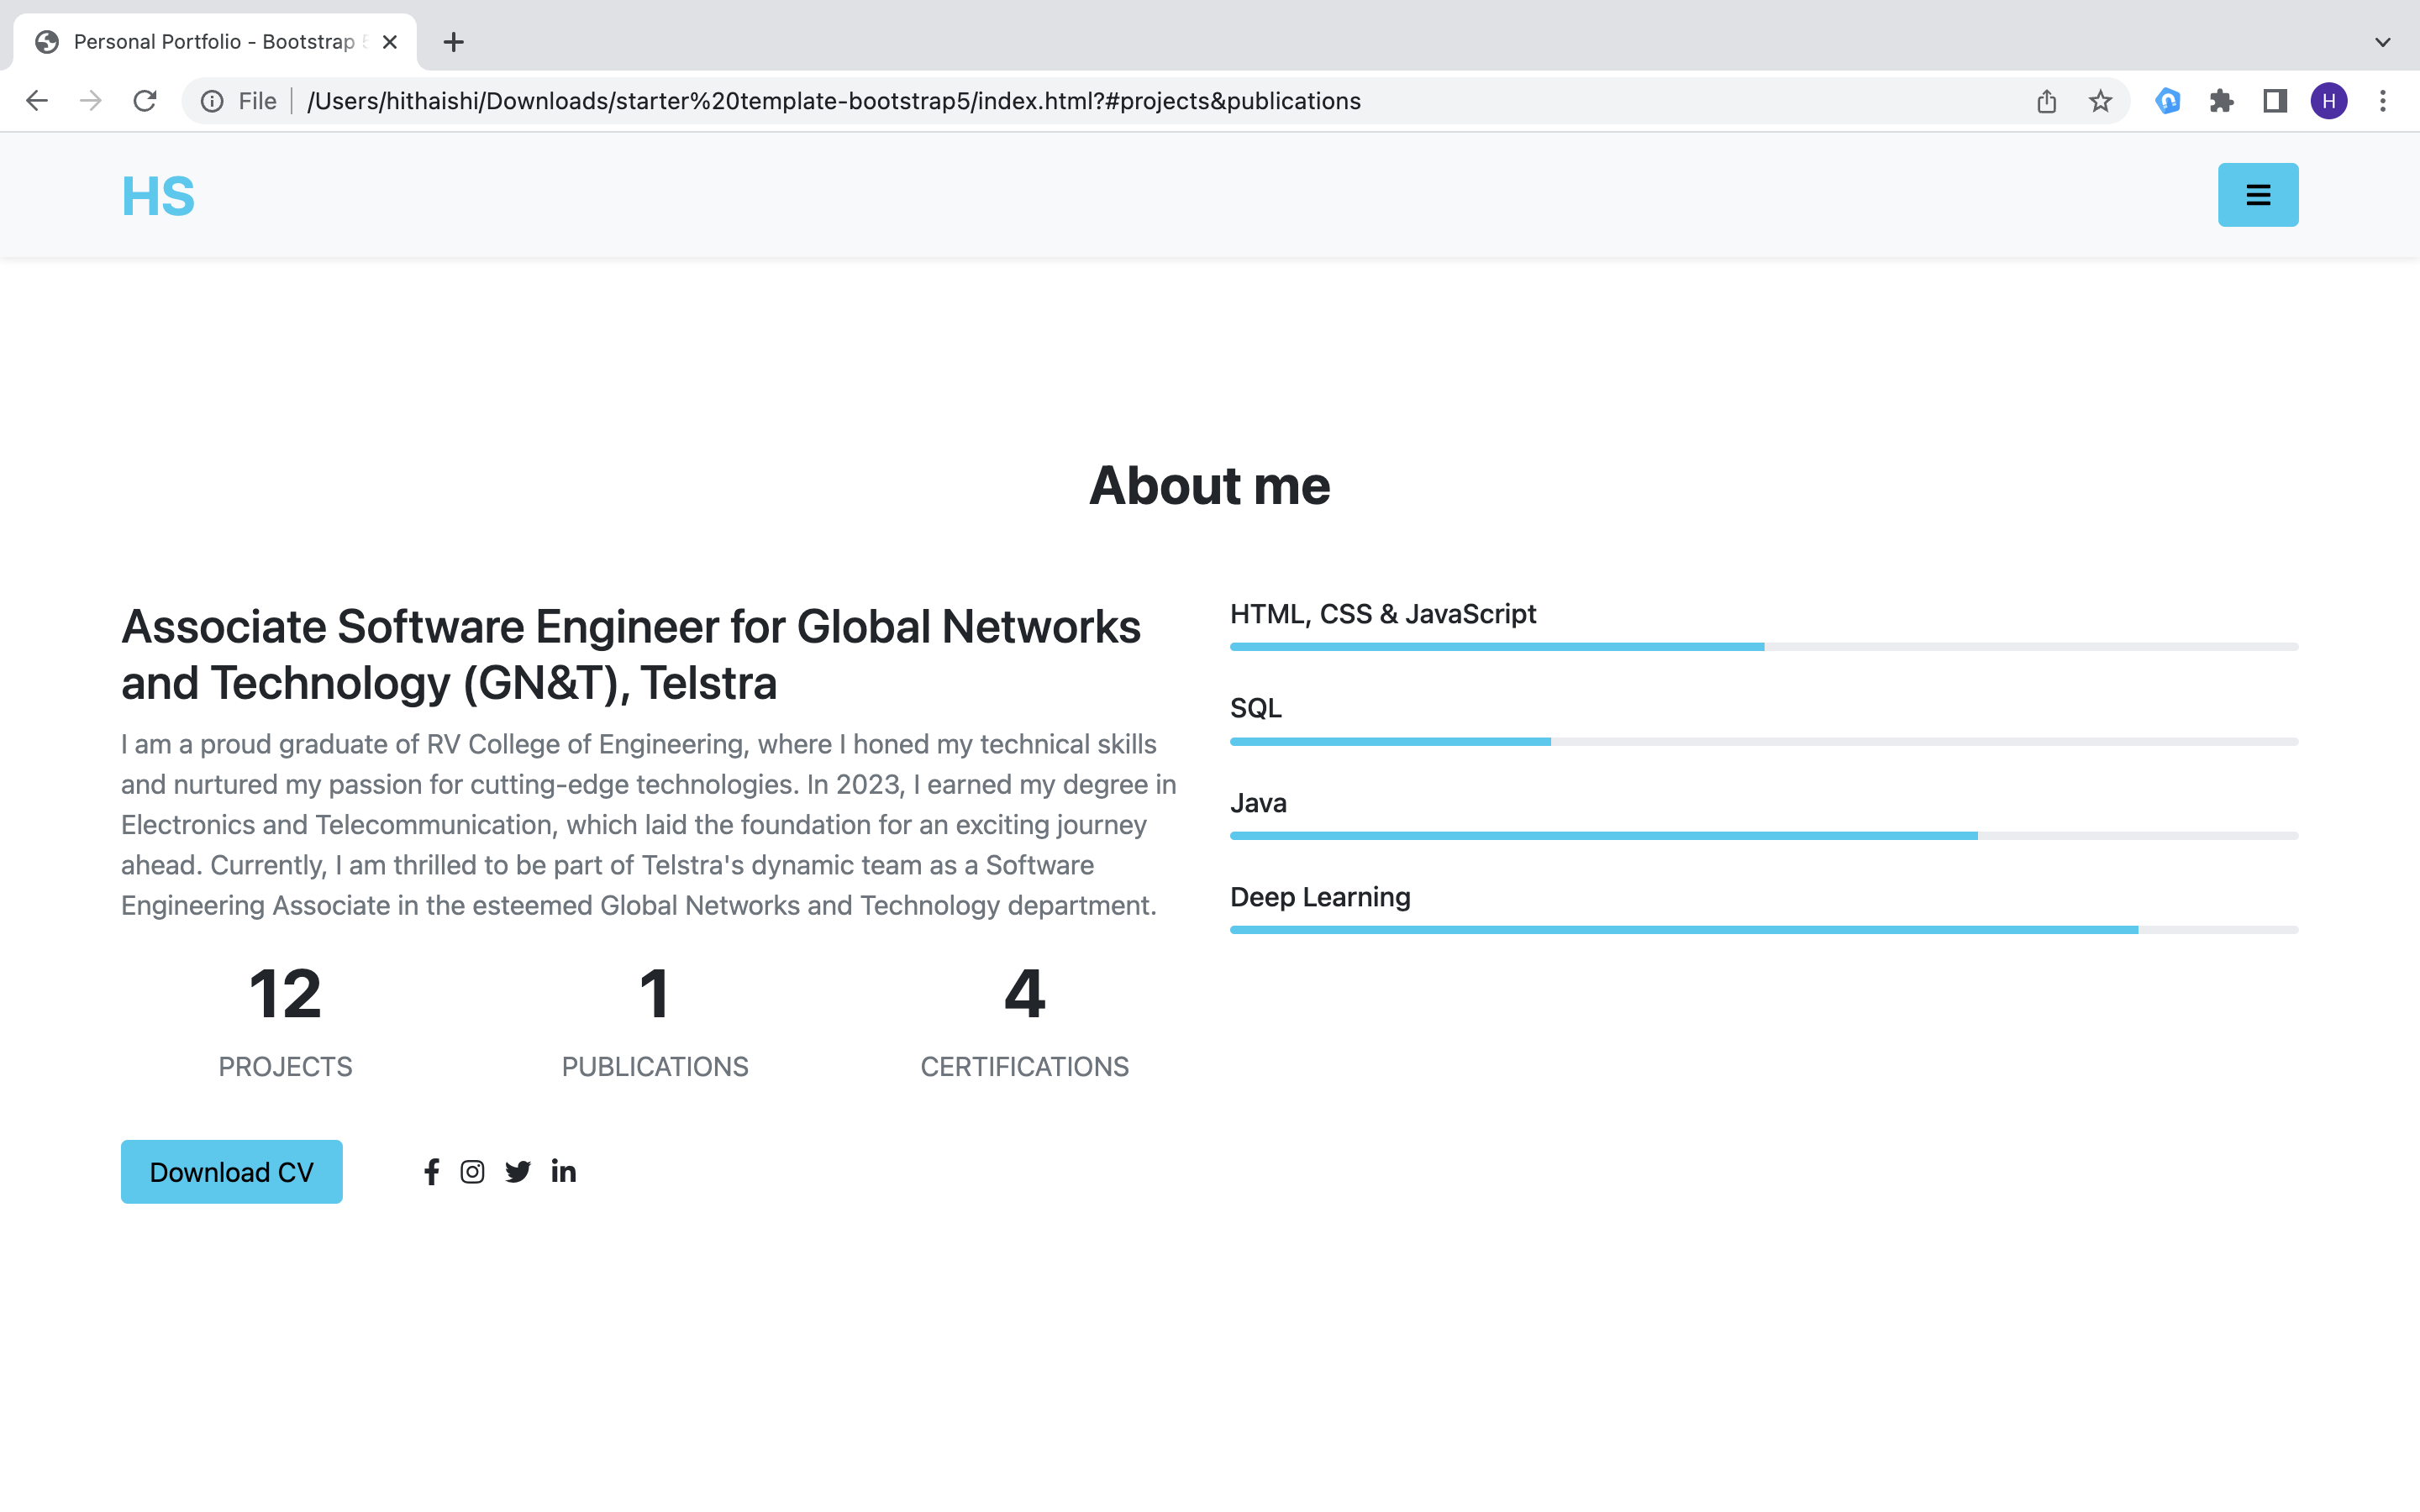 Personal Portfolio - Bootstrap
File
/Users/hithaishi/Downloads/starter%20template-bootstrap5/index.html?#projects&publications
H
HS
About me
Associate Software Engineer for Global Networks
and Technology (GN&T), Telstra
I am a proud graduate of RV College of Engineering, where I honed my technical skills
and nurtured my passion for cutting-edge technologies. In 2023, I earned my degree in
Electronics and Telecommunication, which laid the foundation for an exciting journey
ahead. Currently, I am thrilled to be part of Telstra's dynamic team as a Software
Engineering Associate in the esteemed Global Networks and Technology department.
12
PROJECTS
1
PUBLICATIONS
4
CERTIFICATIONS
Download CV
HTML, CSS & JavaScript
SQL
Java
Deep Learning